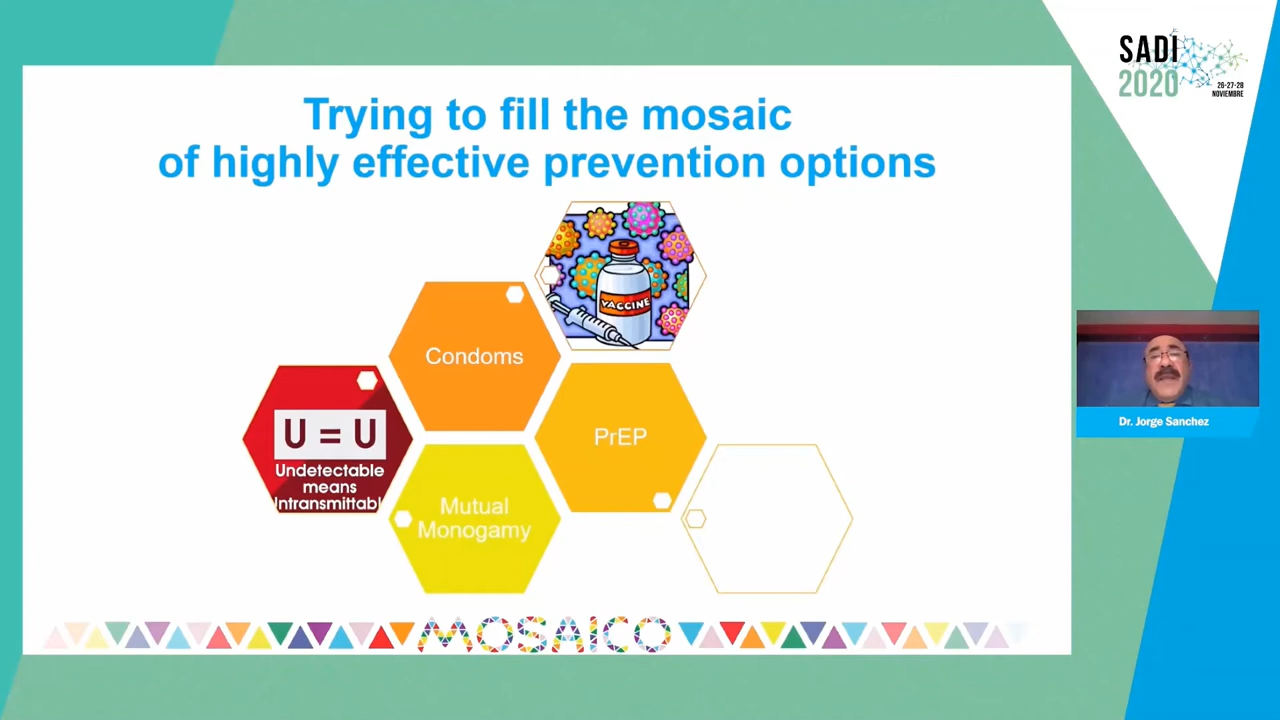 SADI
2020
26-27-28
NOVIEMBRE
Trying to fill the mosaic
of highly effective prevention options
VACCINE
Condoms
U = U
Undetectable
means
Intransmittabl
PrEP
Mutual
Monogamy
Dr. Jorge Sanchez
MOSAICO